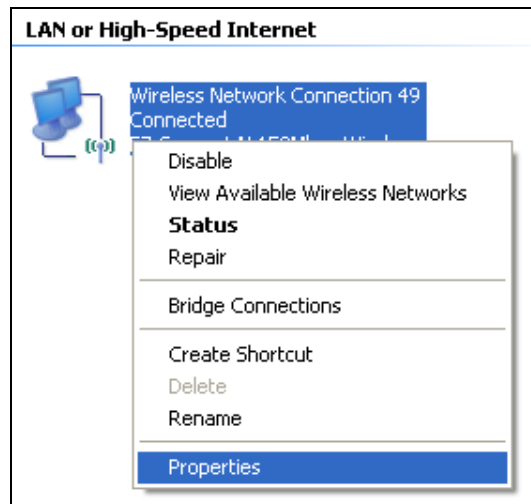 LAN or High-Speed Internet
Wireless Network Connection 49
Connected
Disable
View Available Wireless Networks
Status
Repair
Bridge Connections
Create Shortcut
Delete
Rename
Properties